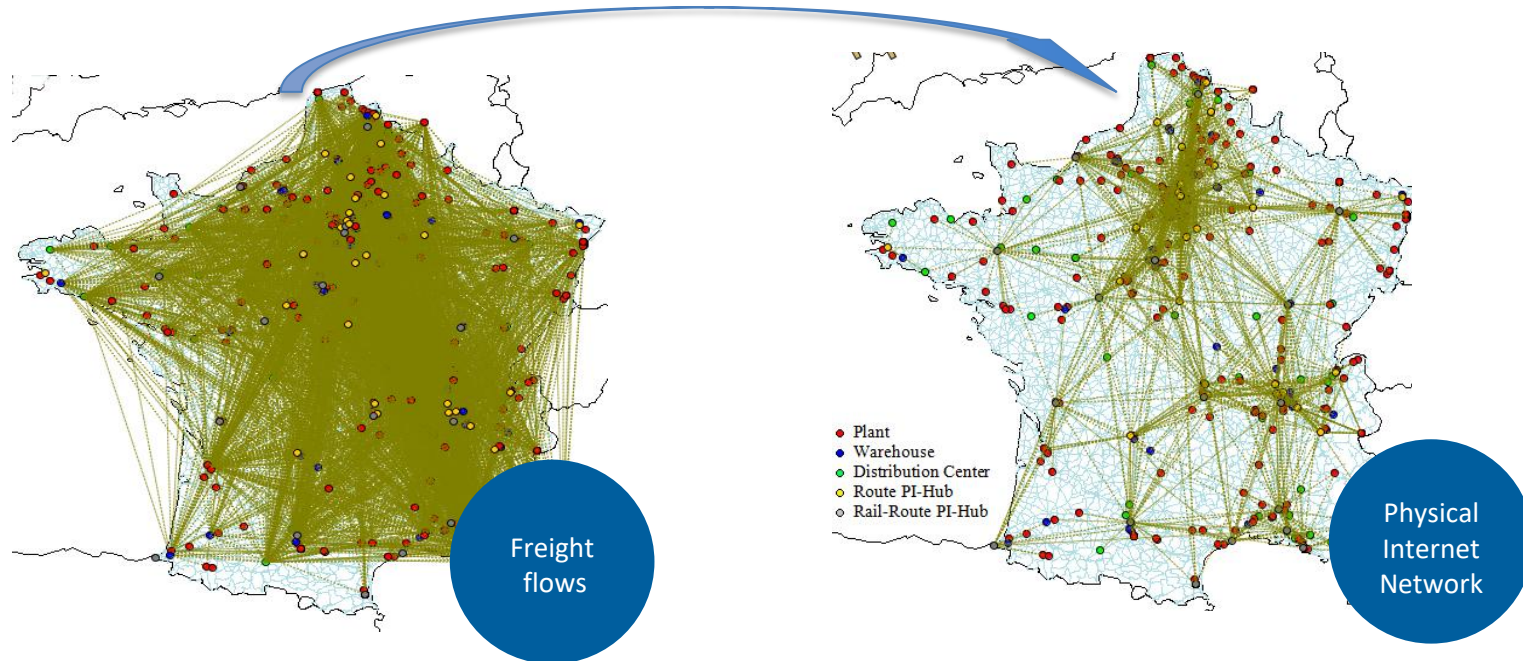 Plant
Warehouse
Distribution Center
Route PI-Hub
Rail-Route PI-Hub
Freight
flows
Physical
Internet
Network